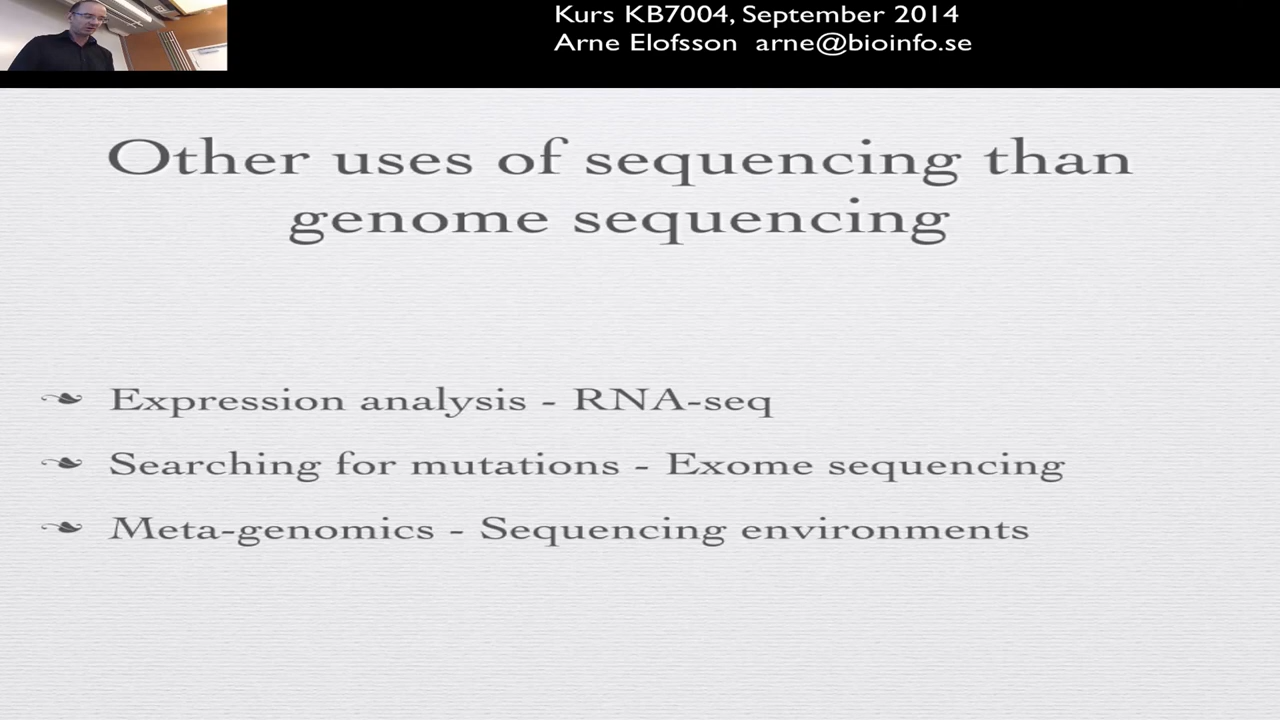 Kurs KB7004, September 2014
Arne Elofsson arne@bioinfo.se
Other uses of sequencing than
genome sequencing
Expression analysis - RNA-seq
Searching for mutations - Exome sequencing
Meta-genomics - Sequencing environments